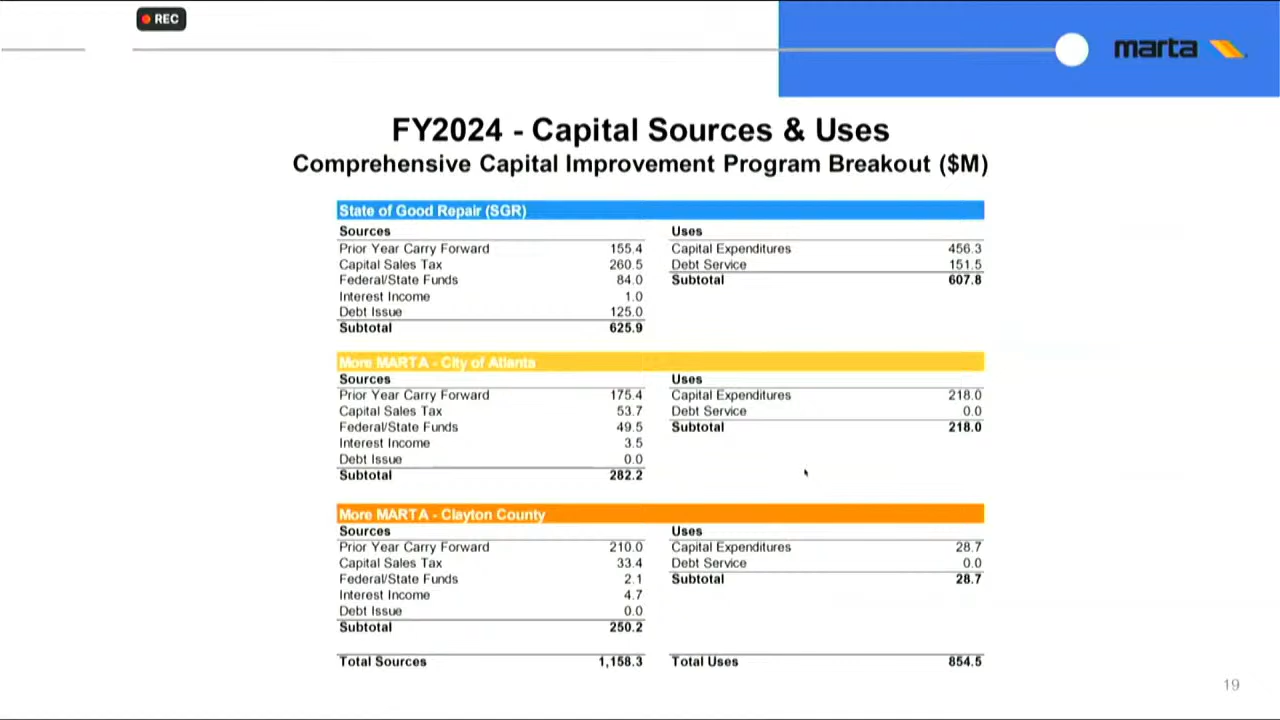 REC
marta
FY2024 - Capital Sources & Uses
Comprehensive Capital Improvement Program Breakout ($M)
State of Good Repair (SGR)
Sources Uses
Prior Year Carry Forward 155.4 Capital Expenditures 456.3
Capital Sales Tax 260.5 Debt Service 151.5
Federal/State Funds 84.0 Subtotal 607.8
Interest Income 1.0
Debt Issue 125.0
Subtotal 625.9
More MARTA - City of Atlanta
Sources Uses
Prior Year Carry Forward 175.4 Capital Expenditures 218.0
Capital Sales Tax 53.7 Debt Service 0.0
Federal/State Funds 49.5 Subtotal 218.0
Interest Income 3.5
Debt Issue 0.0
Subtotal 282.2
More MARTA - Clayton County
Sources Uses
Prior Year Carry Forward 210.0 Capital Expenditures 28.7
Capital Sales Tax 33.4 Debt Service 0.0
Federal/State Funds 2.1 Subtotal 28.7
Interest Income 4.7
Debt Issue 0.0
Subtotal 250.2
Total Sources 1,158.3 Total Uses 854.5
19